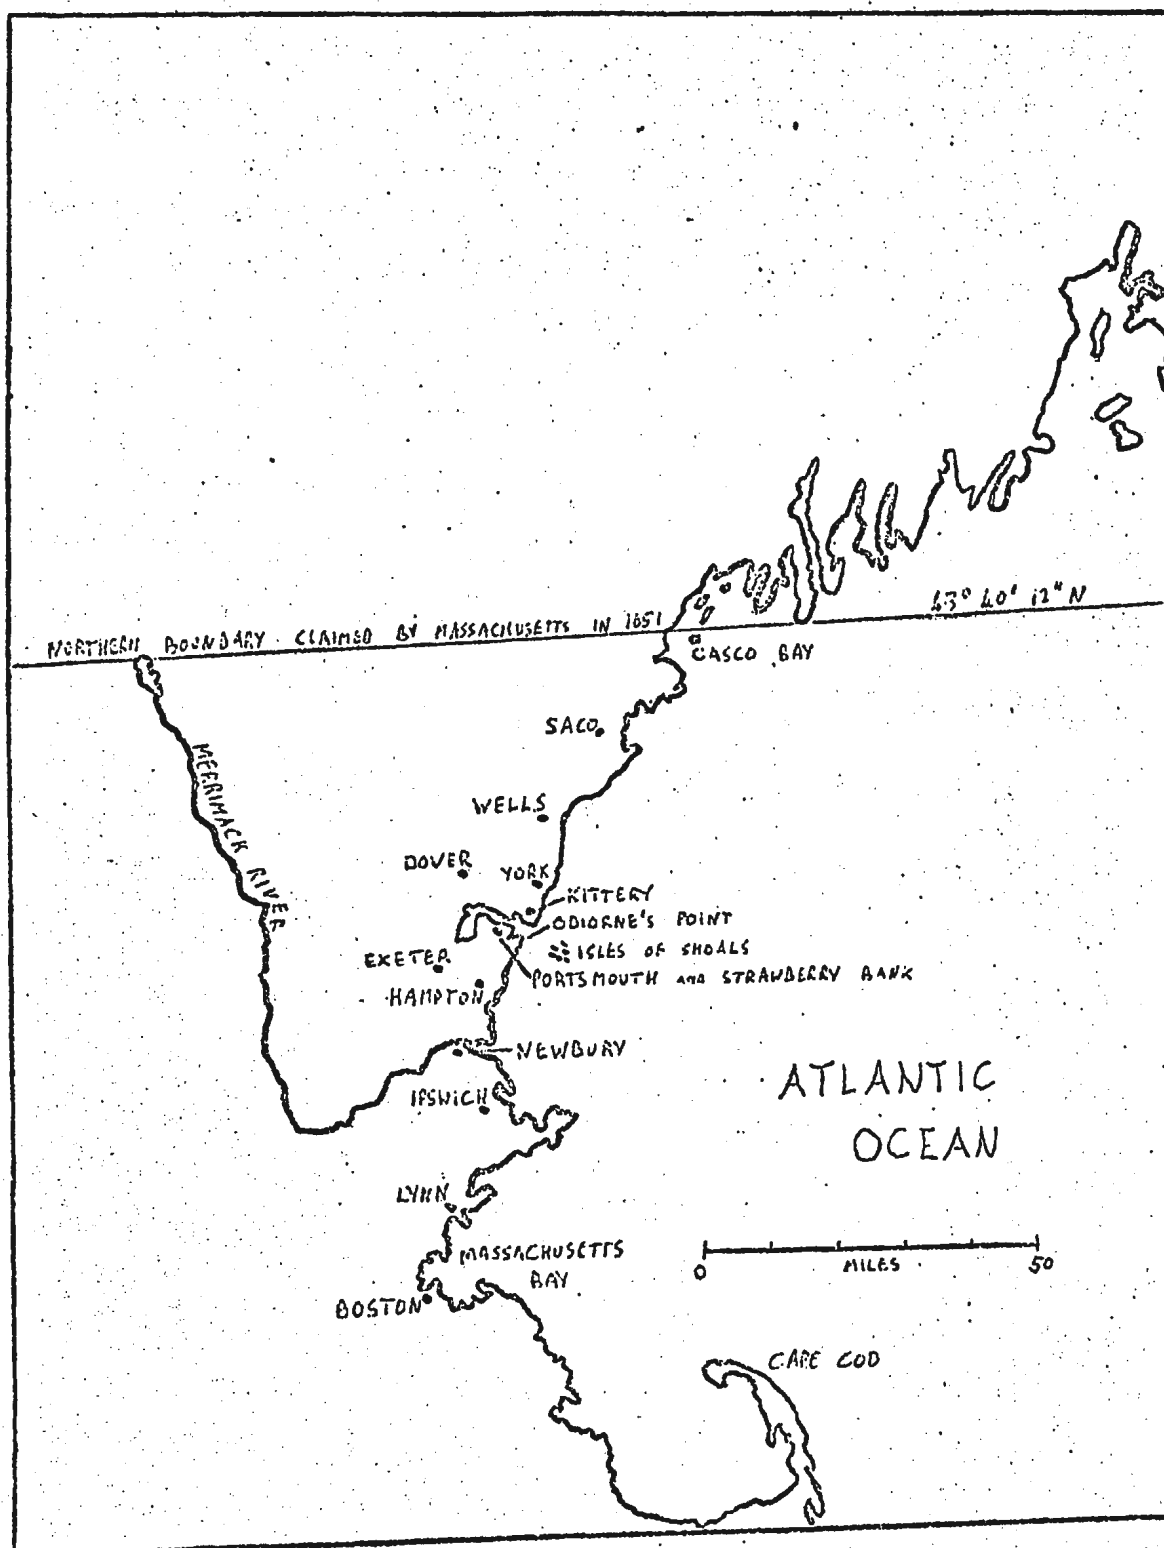 43° 40' 12" N
NORTHERN BOUNDARY CLAIMED BY MASSACHUSETTS IN 1651
CASCO BAY
SACO
MERRIMACK RIVER
WELLS
DOVER
YORK
KITTERY
ODIORNE'S POINT
ISLES OF SHOALS
EXETER
PORTSMOUTH AND STRAWBERRY BANK
HAMPTON
NEWBURY
ATLANTIC
OCEAN
IPSWICH
LYNN
MASSACHUSETTS
BAY
0 MILES 50
BOSTON
CAPE COD